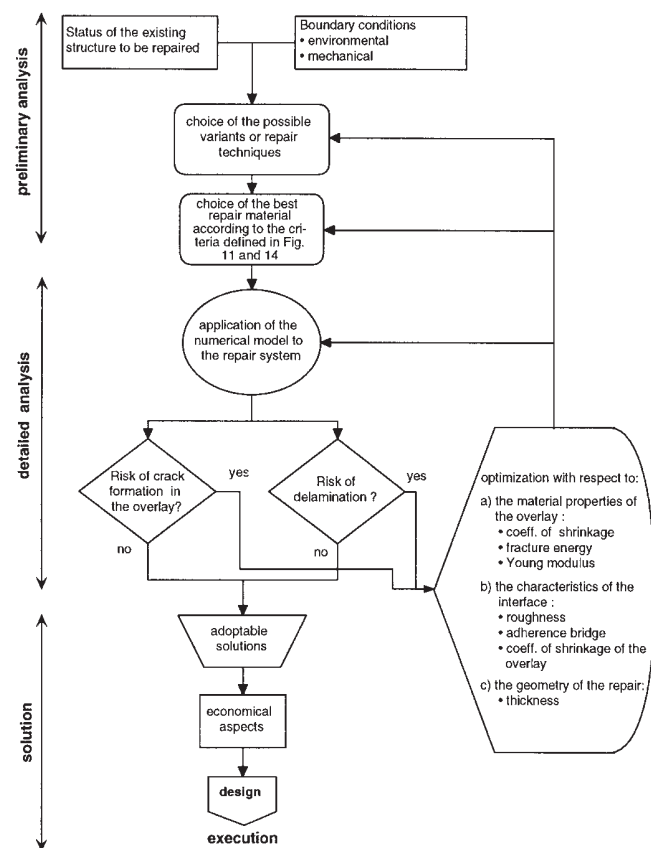 preliminary analysis
Status of the existing
structure to be repaired
Boundary conditions
• environmental
• mechanical
choice of the possible
variants or repair
techniques
choice of the best
repair material
according to the cri-
teria defined in Fig.
11 and 14
detailed analysis
application of the
numerical model to
the repair system
Risk of crack
formation in
the overlay?
yes
no
Risk of
delamination ?
yes
no
optimization with respect to:
a) the material properties of
the overlay :
• coeff. of shrinkage
• fracture energy
• Young modulus
b) the characteristics of the
interface :
• roughness
• adherence bridge
• coeff. of shrinkage of the
overlay
c) the geometry of the repair:
• thickness
solution
adoptable
solutions
economical
aspects
design
execution